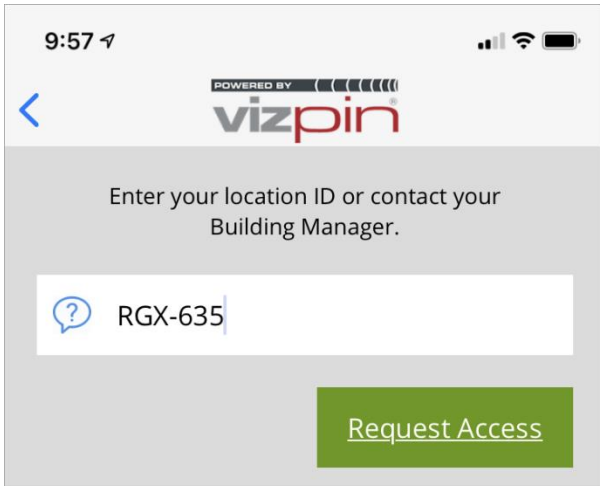 9:57
POWERED BY
vizpin®
Enter your location ID or contact your
Building Manager.
RGX-635
Request Access